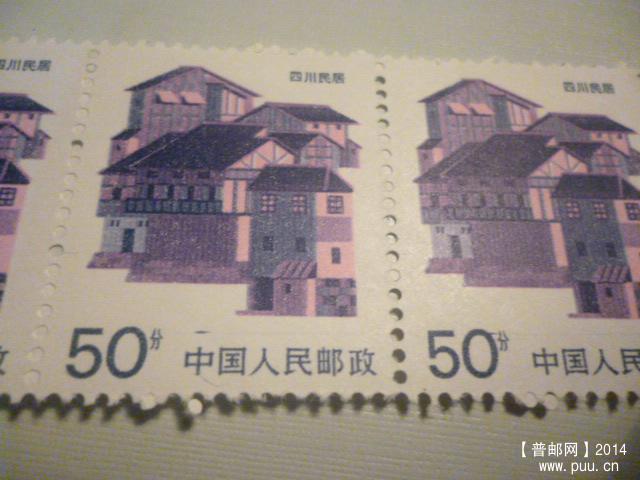 四川民居
四川民居
四川民居
政
50分 中国人民邮政
50分 中国人民
【普邮网】2014
www.puu.cn